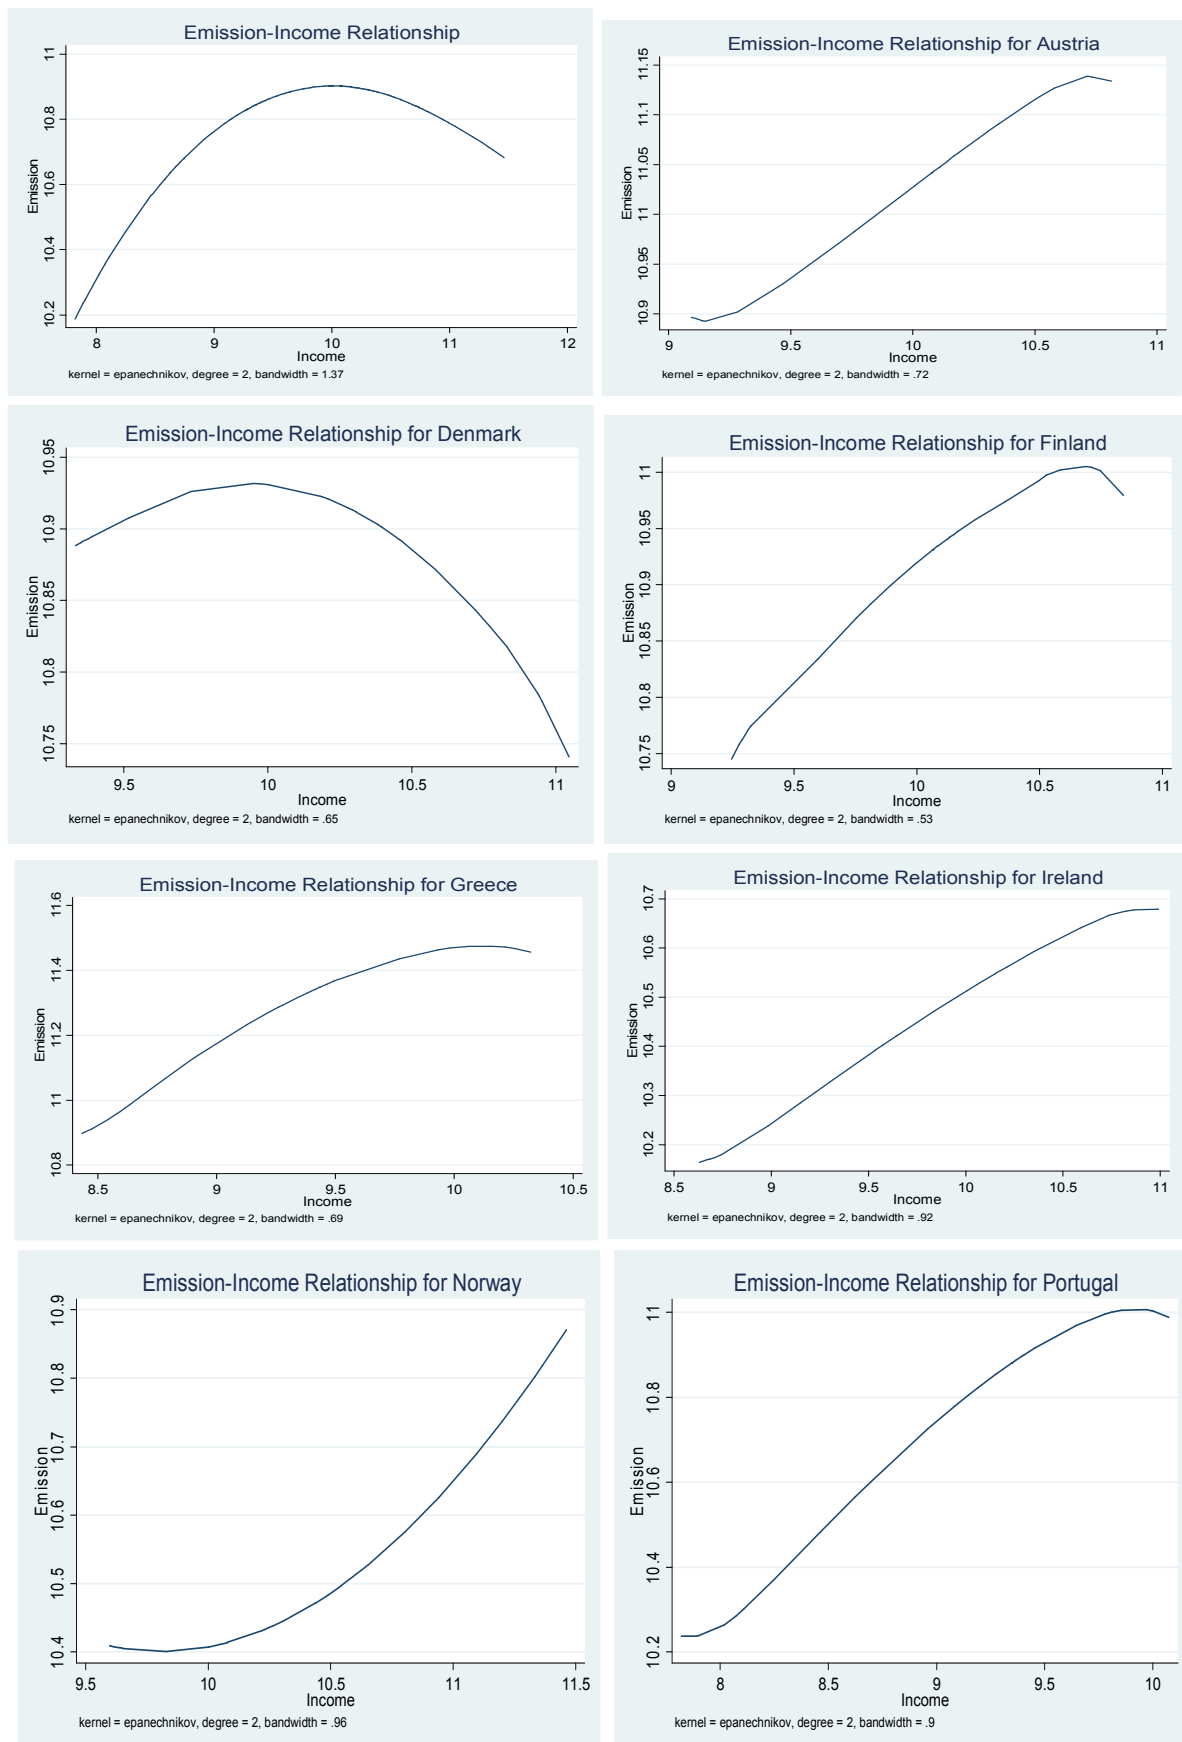 Emission-Income Relationship
Emission
11
10.8
10.6
10.4
10.2
8 9 10 11 12
Income
kernel = epanechnikov, degree = 2, bandwidth = 1.37
Emission-Income Relationship for Austria
Emission
11.15
11.1
11.05
11
10.95
10.9
9 9.5 10 10.5 11
Income
kernel = epanechnikov, degree = 2, bandwidth = .72
Emission-Income Relationship for Denmark
Emission
10.95
10.9
10.85
10.8
10.75
9.5 10 10.5 11
Income
kernel = epanechnikov, degree = 2, bandwidth = .65
Emission-Income Relationship for Finland
Emission
11
10.95
10.9
10.85
10.8
10.75
9 9.5 10 10.5 11
Income
kernel = epanechnikov, degree = 2, bandwidth = .53
Emission-Income Relationship for Greece
Emission
11.6
11.4
11.2
11
10.8
8.5 9 9.5 10 10.5
Income
kernel = epanechnikov, degree = 2, bandwidth = .69
Emission-Income Relationship for Ireland
Emission
10.7
10.6
10.5
10.4
10.3
10.2
8.5 9 9.5 10 10.5 11
Income
kernel = epanechnikov, degree = 2, bandwidth = .92
Emission-Income Relationship for Norway
Emission
10.9
10.8
10.7
10.6
10.5
10.4
9.5 10 10.5 11 11.5
Income
kernel = epanechnikov, degree = 2, bandwidth = .96
Emission-Income Relationship for Portugal
Emission
11
10.8
10.6
10.4
10.2
8 8.5 9 9.5 10
Income
kernel = epanechnikov, degree = 2, bandwidth = .9